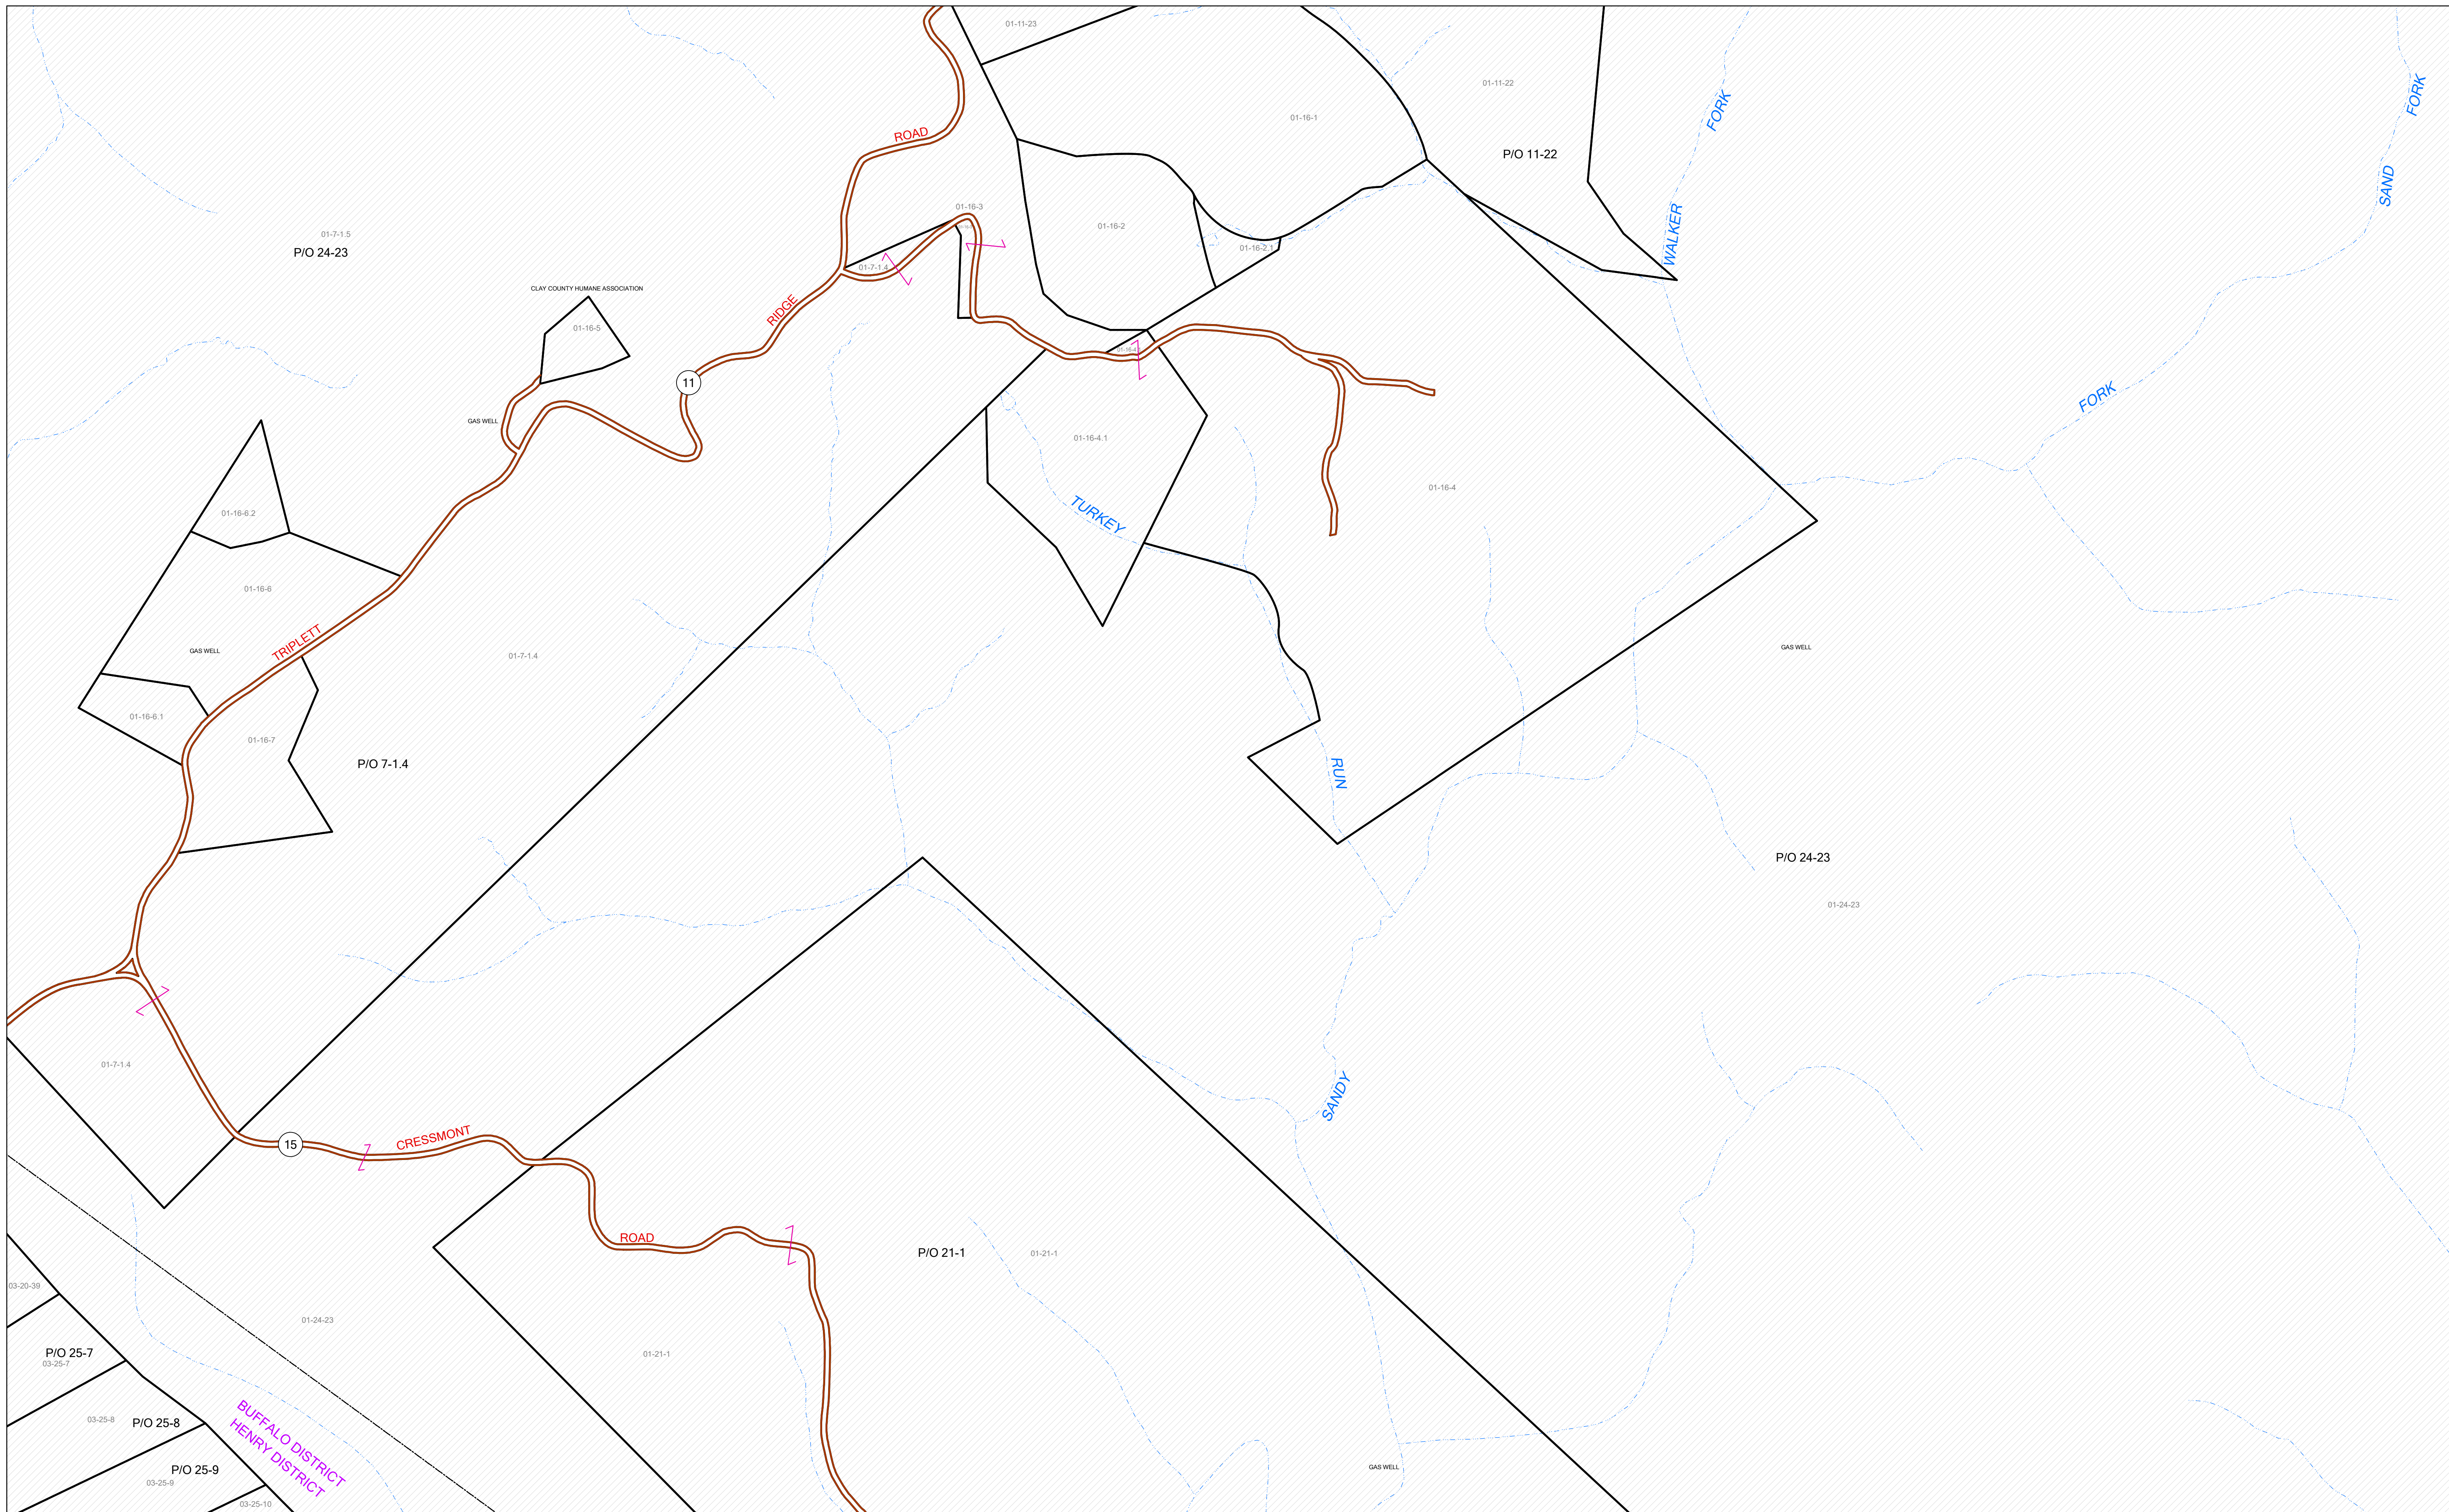 01-11-23
01-11-22
01-16-1
FORK
FORK
ROAD
P/O 11-22
SAND
01-16-3
01-16-2
WALKER
01-7-1.5
P/O 24-23
01-16-2.1
01-7-1.4
CLAY COUNTY HUMANE ASSOCIATION
RIDGE
01-16-5
11
FORK
GAS WELL
01-16-4.1
01-16-4
TURKEY
01-16-6.2
01-16-6
TRIPLETT
GAS WELL
01-7-1.4
GAS WELL
01-16-6.1
01-16-7
P/O 7-1.4
RUN
P/O 24-23
01-24-23
01-7-1.4
SANDY
CRESSMONT
15
ROAD
P/O 21-1
01-21-1
03-20-39
01-24-23
P/O 25-7
03-25-7
01-21-1
03-25-8
P/O 25-8
BUFFALO DISTRICT
HENRY DISTRICT
P/O 25-9
03-25-9
GAS WELL
03-25-10